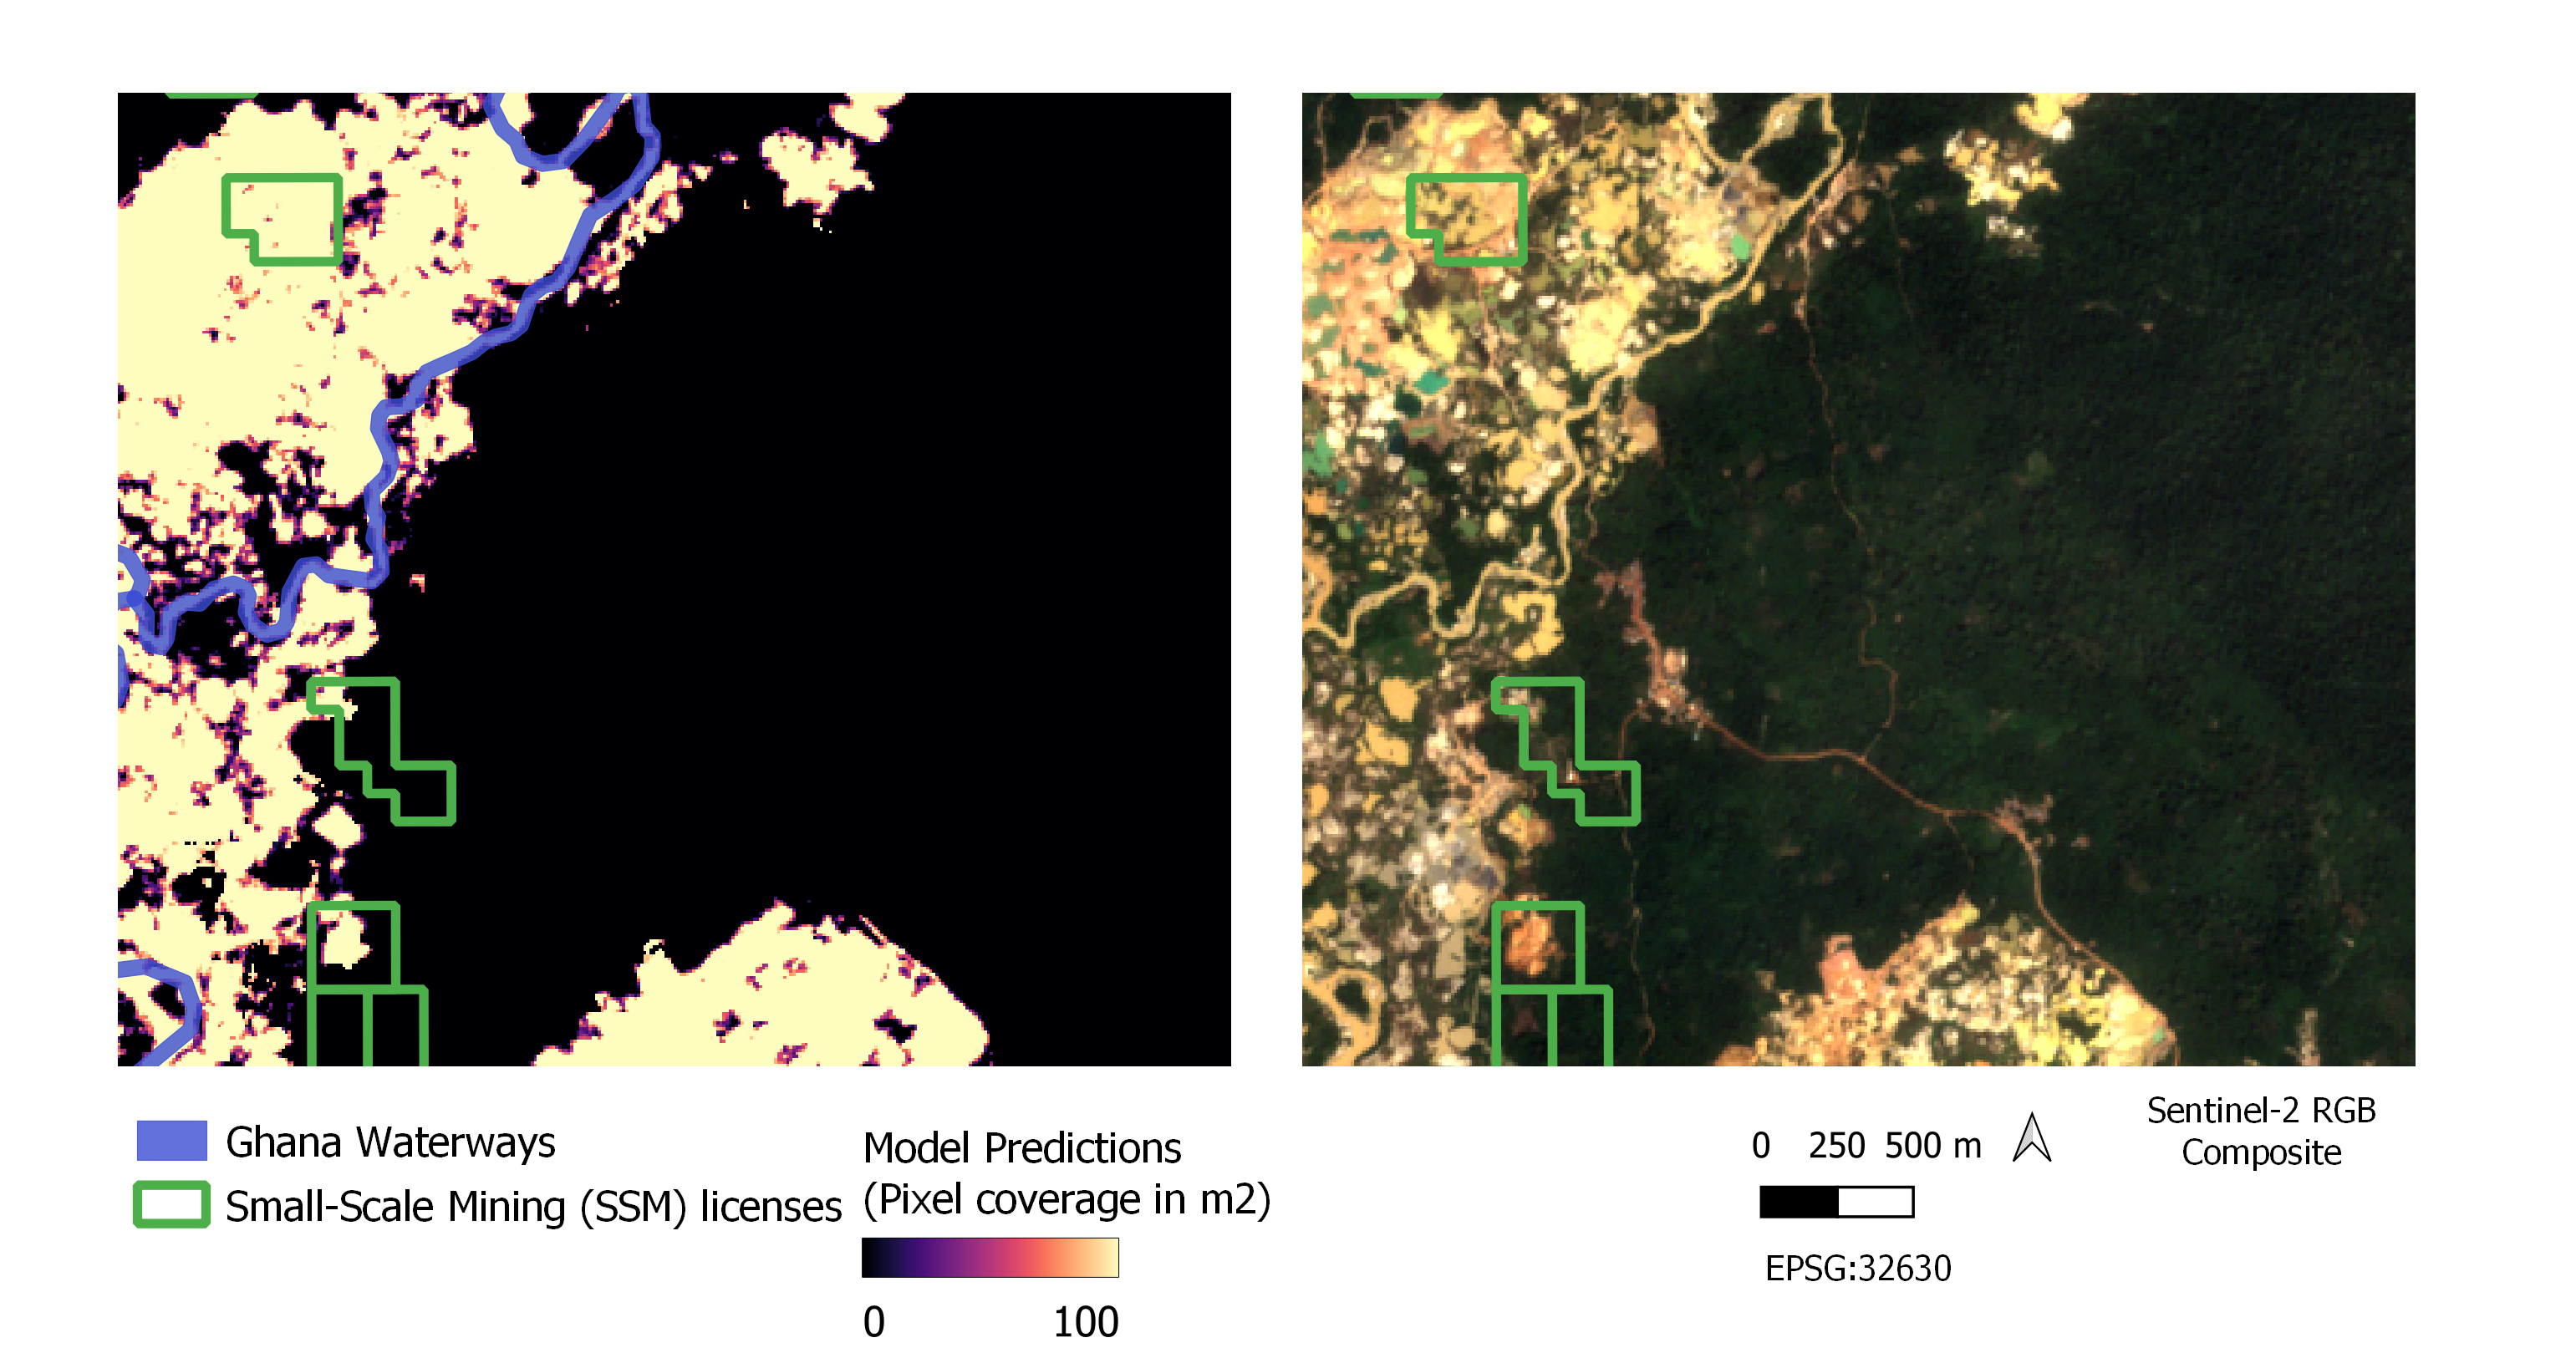 Ghana Waterways
Small-Scale Mining (SSM) licenses
Model Predictions
(Pixel coverage in m2)
0 100
0 250 500 m
EPSG:32630
Sentinel-2 RGB
Composite